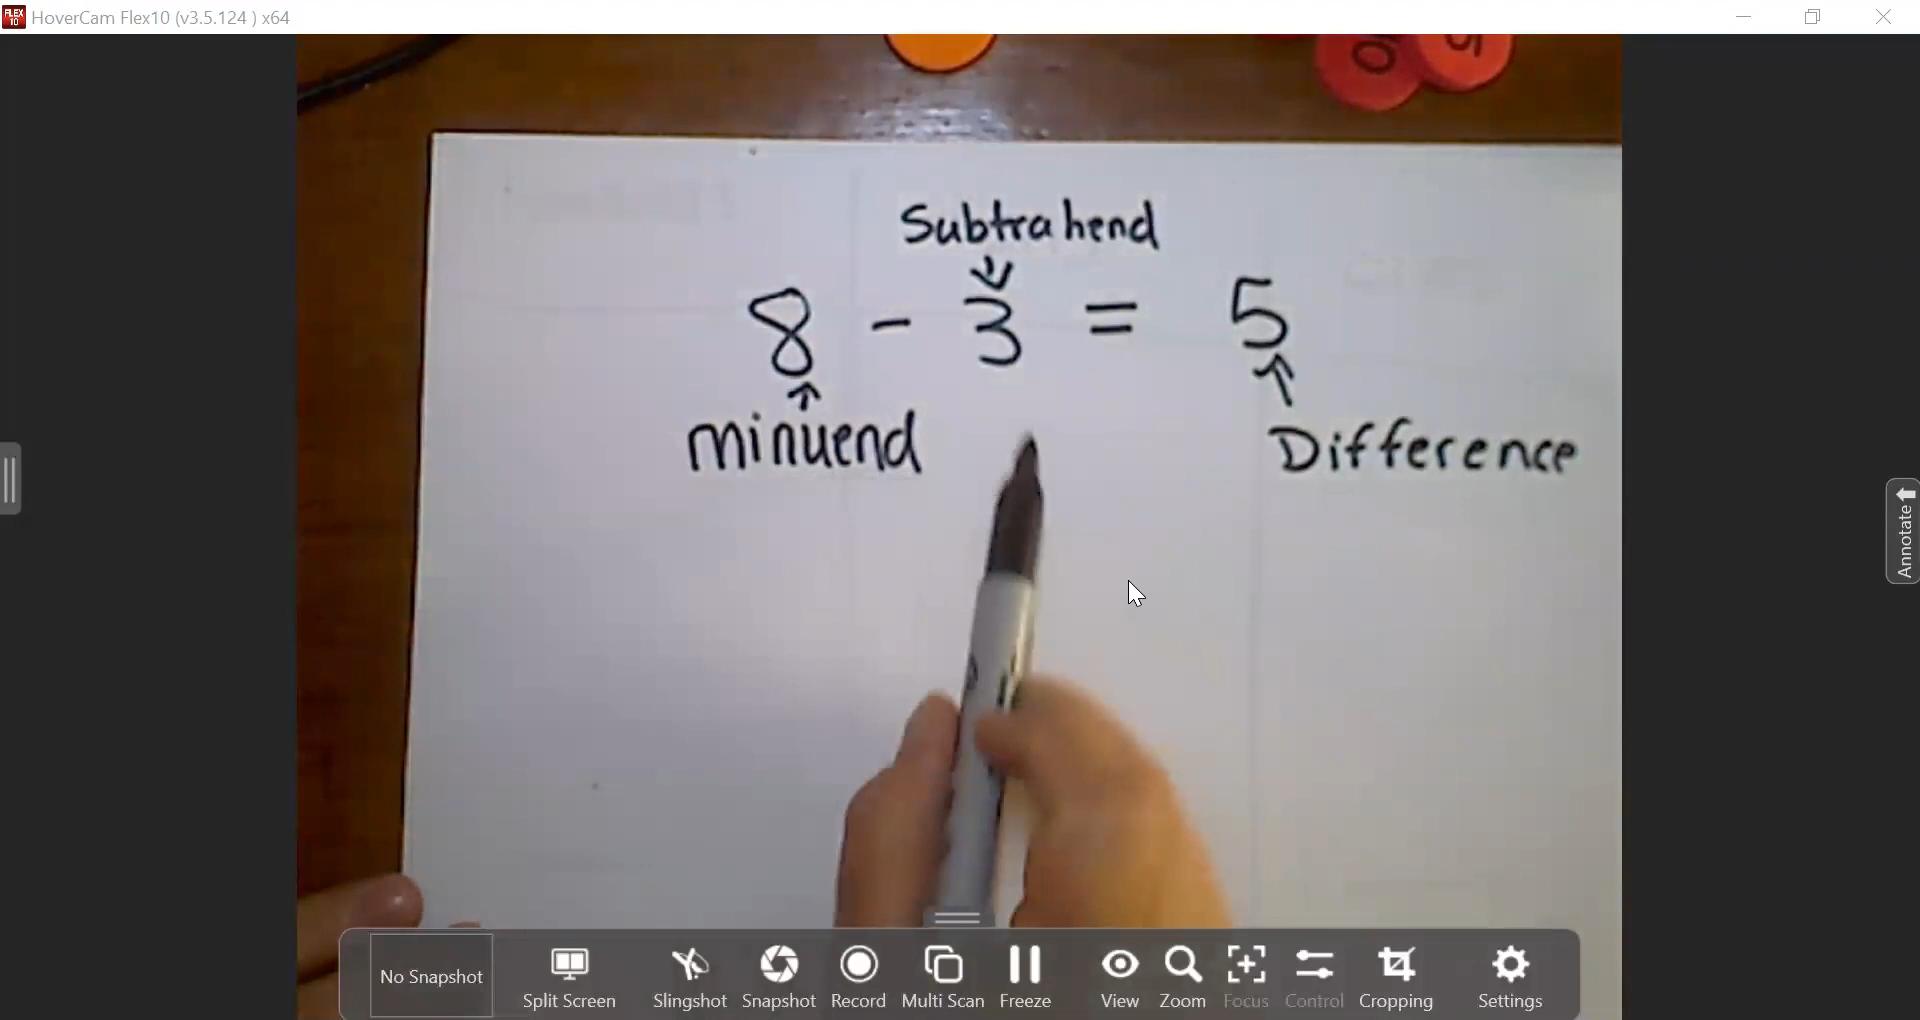 HoverCam Flex10 (v3.5.124 ) x64
Subtrahend
8 - 3 = 5
minuend
Difference
Annotate
No Snapshot
Split Screen
Slingshot
Snapshot
Record
Multi Scan
Freeze
View
Zoom
Focus
Control
Cropping
Settings